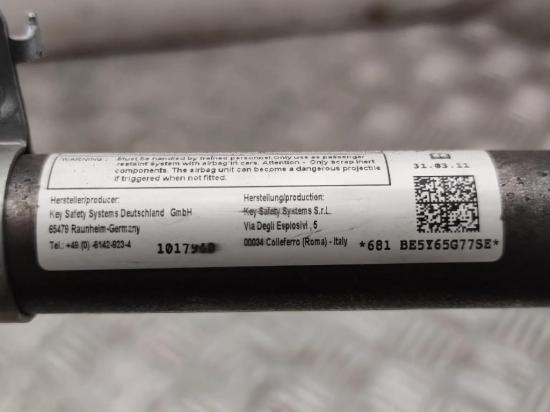 WARNING : Must be handled by trained personnel.Only use as passenger
restraint system with airbag in cars. Attention - Only scrap inert
components. The airbag unit can become a dangerous projectile
if triggered when not fitted.
Hersteller/producer:
Key Safety Systems Deutschland GmbH
65479 Raunheim-Germany
Tel.: +49 (0) -6142-923-4
Herstellung/production:
Key Safety Systems S.r.L.
Via Degli Esplosivi , 5
00034 Colleferro (Roma) - Italy
31.03.11
*681 BE5Y65G77SE*